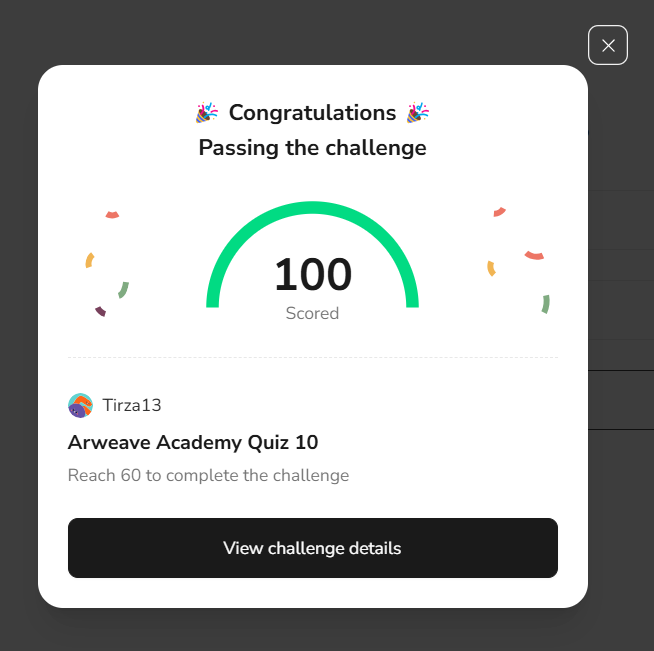 🎉 Congratulations 🎉
Passing the challenge
100
Scored
Tirza13
Arweave Academy Quiz 10
Reach 60 to complete the challenge
View challenge details